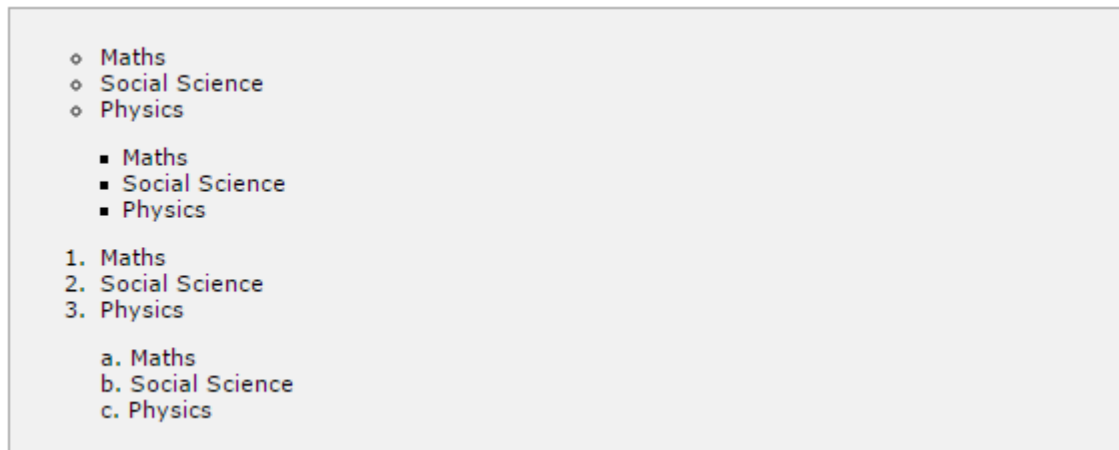 Maths
Social Science
Physics
Maths
Social Science
Physics
1. Maths
2. Social Science
3. Physics
a. Maths
b. Social Science
c. Physics